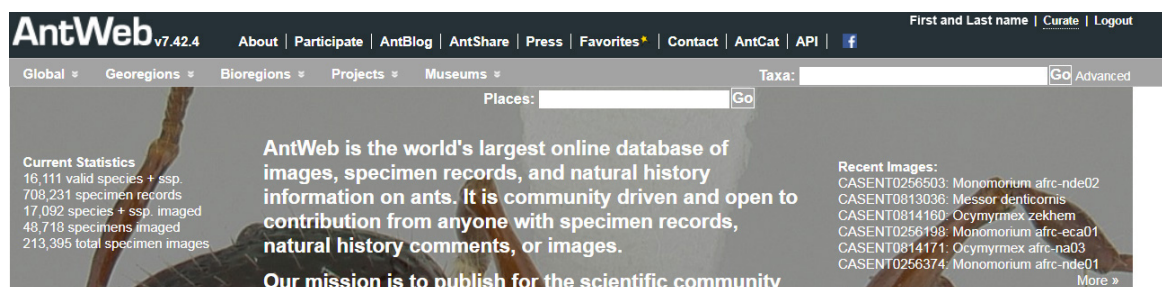 AntWeb v7.42.4
First and Last name | Curate | Logout
About | Participate | AntBlog | AntShare | Press | Favorites* | Contact | AntCat | API | f
Global Georegions Bioregions Projects Museums
Taxa: Go Advanced
Places: Go
Current Statistics
16,111 valid species + ssp.
708,231 specimen records
17,092 species + ssp. imaged
48,718 specimens imaged
213,395 total specimen images
AntWeb is the world's largest online database of
images, specimen records, and natural history
information on ants. It is community driven and open to
contribution from anyone with specimen records,
natural history comments, or images.
Our mission is to publish for the scientific community
Recent Images:
CASENT0256503: Monomorium afrc-nde02
CASENT0813036: Messor denticornis
CASENT0814160: Ocymyrmex zekhem
CASENT0256198: Monomorium afrc-eca01
CASENT0814171: Ocymyrmex afrc-na03
CASENT0256374: Monomorium afrc-nde01
More »